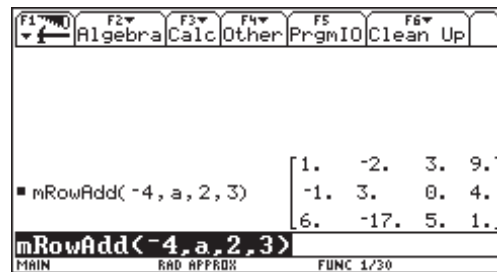 F1 F2 F3 F4 F5 F6
Algebra Calc Other PrgmIO Clean Up
1. -2. 3. 9.
mRowAdd(-4,a,2,3) -1. 3. 0. 4.
6. -17. 5. 1.
mRowAdd(-4,a,2,3)
MAIN RAD APPROX FUNC 1/30